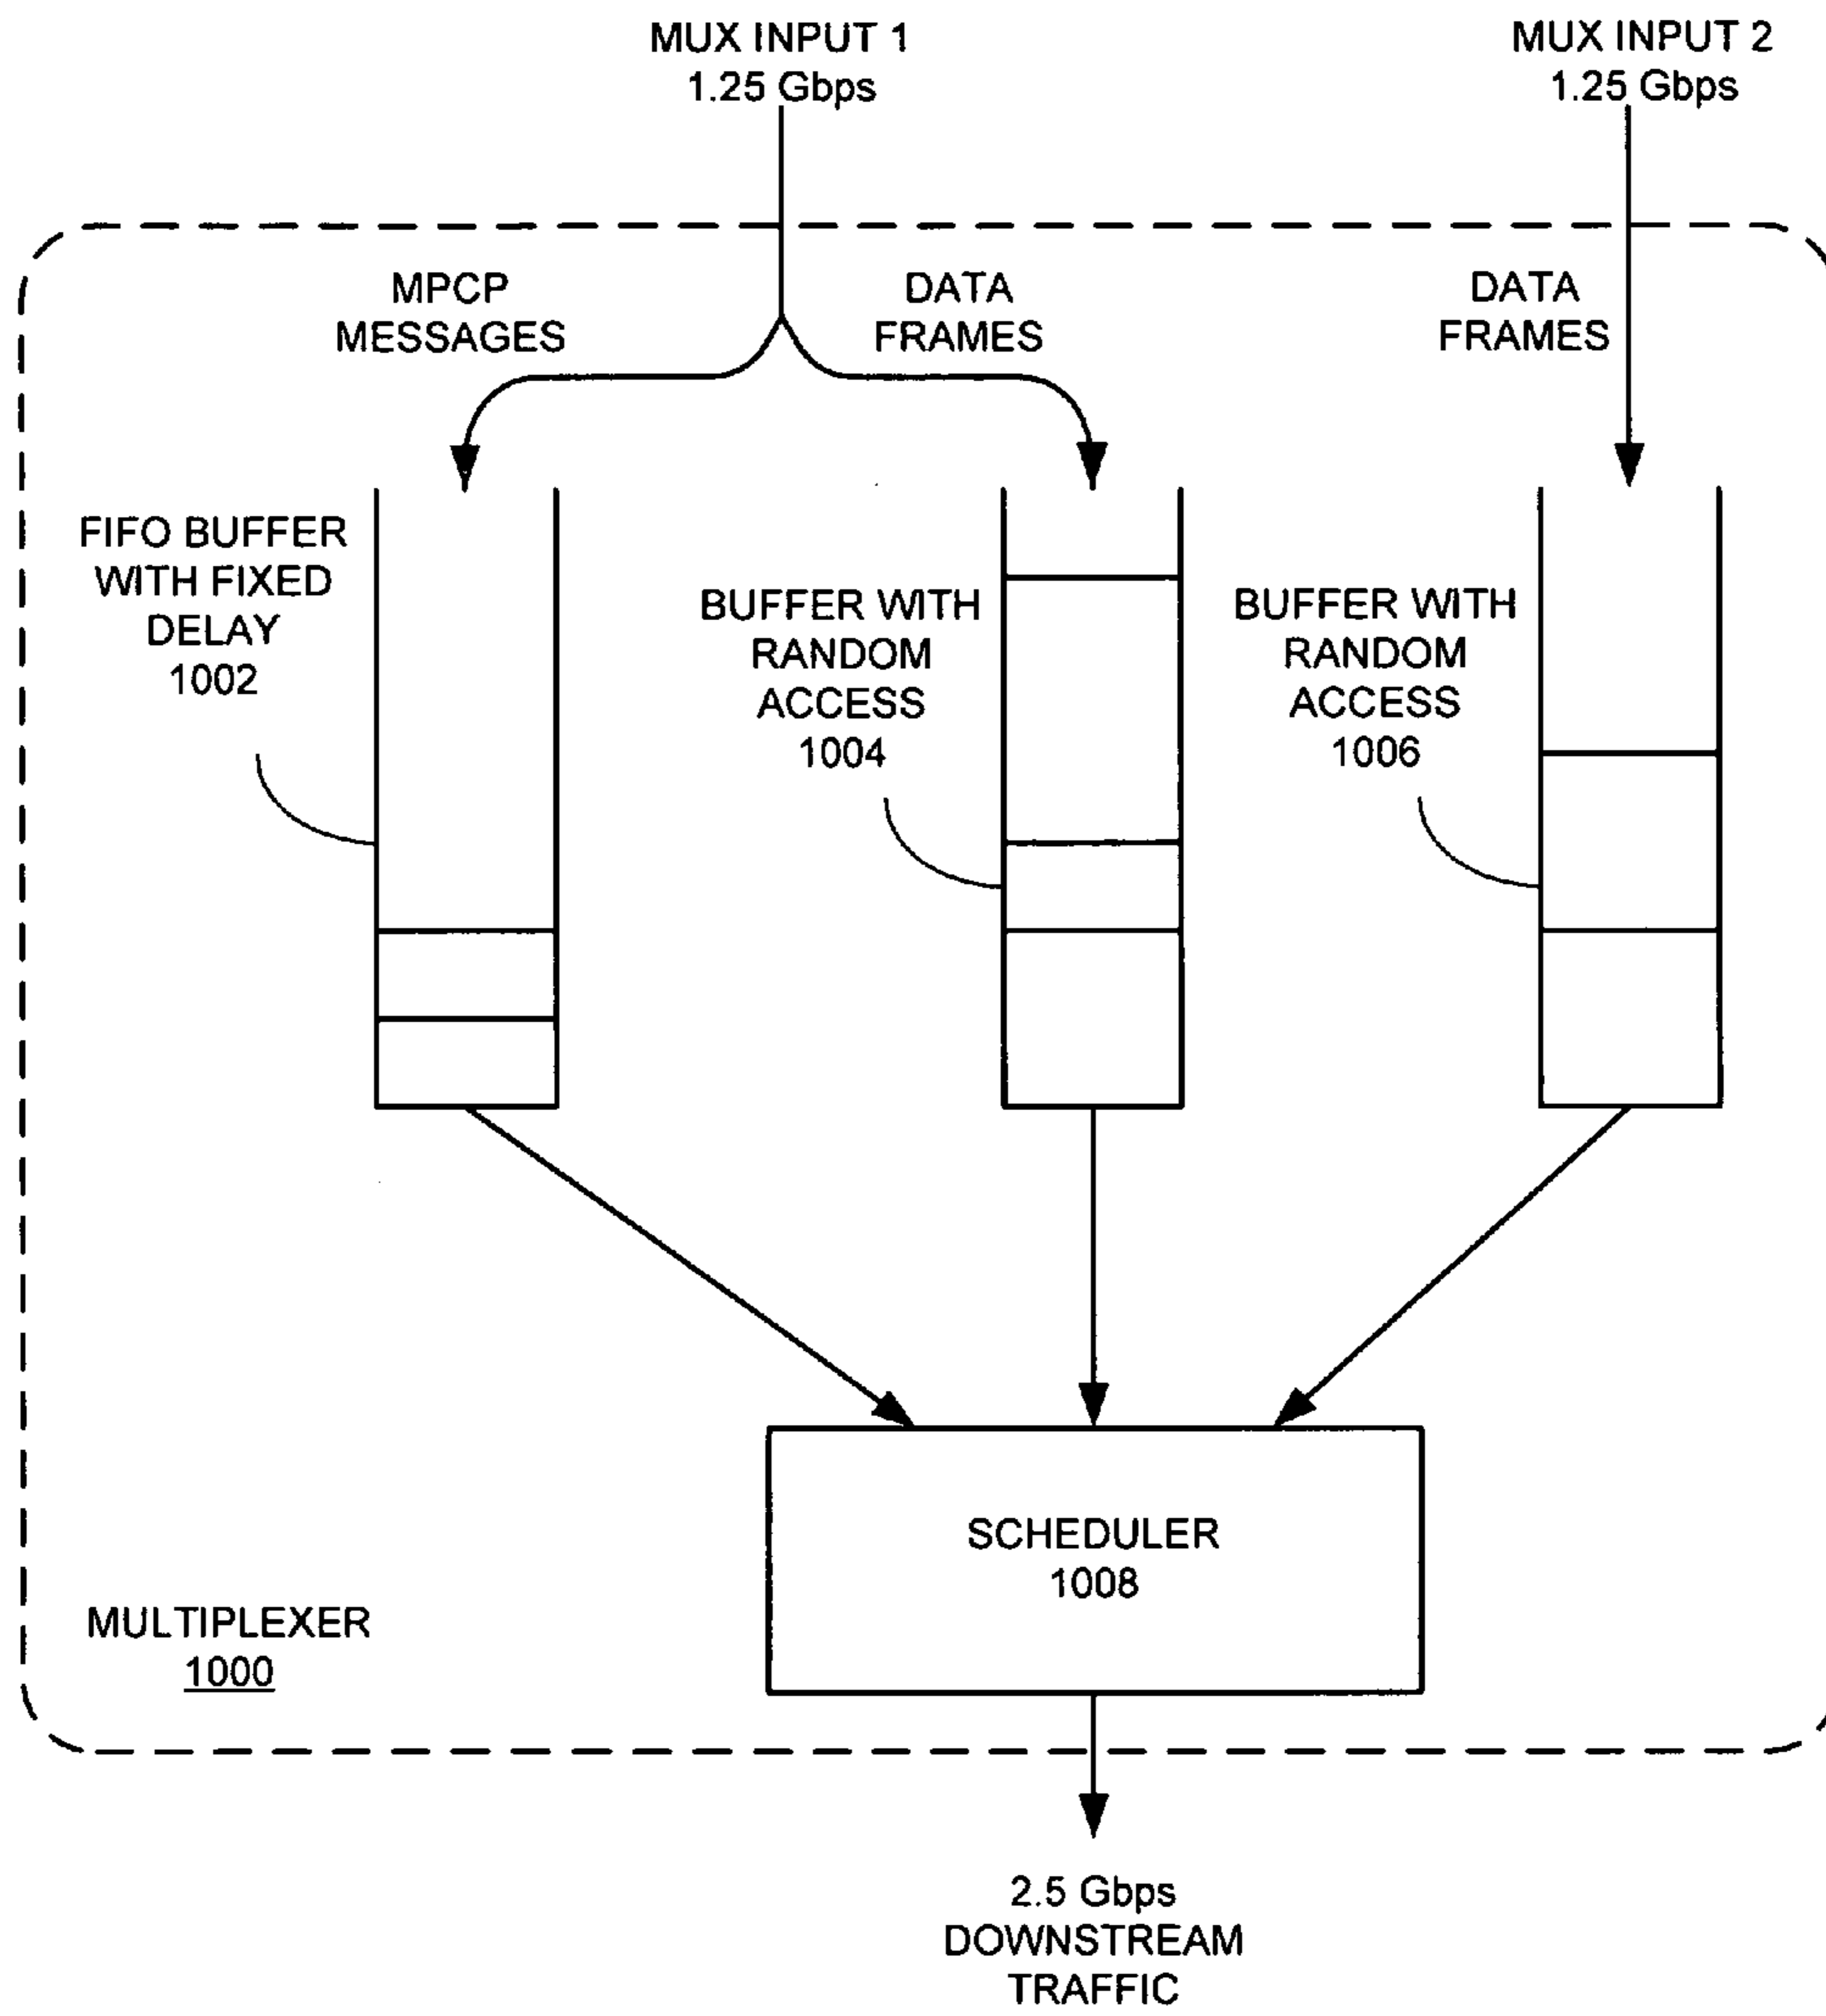 MUX INPUT 1
1.25 Gbps
MUX INPUT 2
1.25 Gbps
MPCP
MESSAGES
DATA
FRAMES
DATA
FRAMES
FIFO BUFFER
WITH FIXED
DELAY
1002
BUFFER WITH
RANDOM
ACCESS
1004
BUFFER WITH
RANDOM
ACCESS
1006
SCHEDULER
1008
MULTIPLEXER
1000
2.5 Gbps
DOWNSTREAM
TRAFFIC